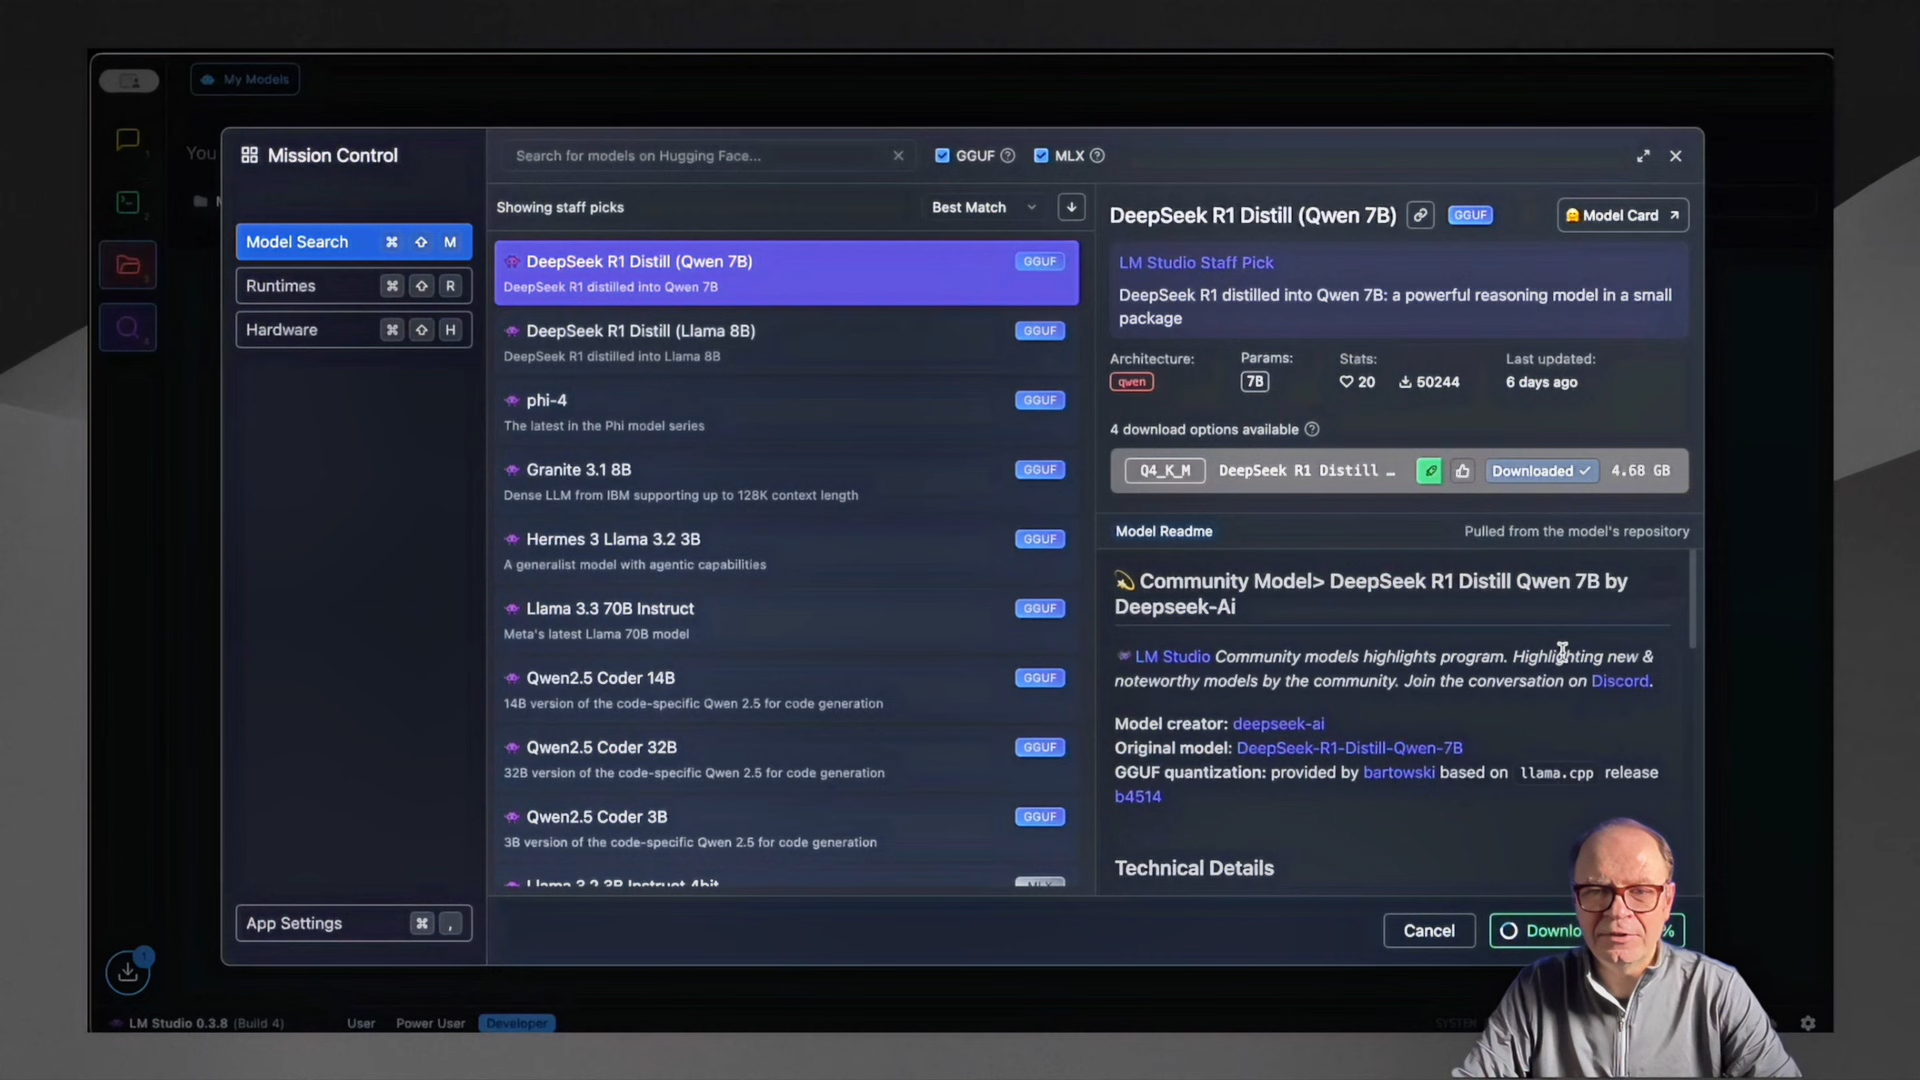 My Models
You
Mission Control
Search for models on Hugging Face...
GGUF
MLX
Model Search ⌘ M
Runtimes ⌘ R
Hardware ⌘ H
App Settings ⌘ ,
Showing staff picks
Best Match
DeepSeek R1 Distill (Qwen 7B) GGUF
DeepSeek R1 distilled into Qwen 7B
DeepSeek R1 Distill (Llama 8B) GGUF
DeepSeek R1 distilled into Llama 8B
phi-4 GGUF
The latest in the Phi model series
Granite 3.1 8B GGUF
Dense LLM from IBM supporting up to 128K context length
Hermes 3 Llama 3.2 3B GGUF
A generalist model with agentic capabilities
Llama 3.3 70B Instruct GGUF
Meta's latest Llama 70B model
Qwen2.5 Coder 14B GGUF
14B version of the code-specific Qwen 2.5 for code generation
Qwen2.5 Coder 32B GGUF
32B version of the code-specific Qwen 2.5 for code generation
Qwen2.5 Coder 3B GGUF
3B version of the code-specific Qwen 2.5 for code generation
Llama 3.2 3B Instruct 4bit MLX
DeepSeek R1 Distill (Qwen 7B) GGUF Model Card
LM Studio Staff Pick
DeepSeek R1 distilled into Qwen 7B: a powerful reasoning model in a small
package
Architecture: Params: Stats: Last updated:
qwen 7B 20 50244 6 days ago
4 download options available
Q4_K_M DeepSeek R1 Distill … Downloaded 4.68 GB
Model Readme Pulled from the model's repository
Community Model> DeepSeek R1 Distill Qwen 7B by
Deepseek-Ai
LM Studio Community models highlights program. Highlighting new &
noteworthy models by the community. Join the conversation on Discord.
Model creator: deepseek-ai
Original model: DeepSeek-R1-Distill-Qwen-7B
GGUF quantization: provided by bartowski based on llama.cpp release
b4514
Technical Details
Cancel
%
1
LM Studio 0.3.8 (Build 4)
User
Power User
Developer
SYSTEM